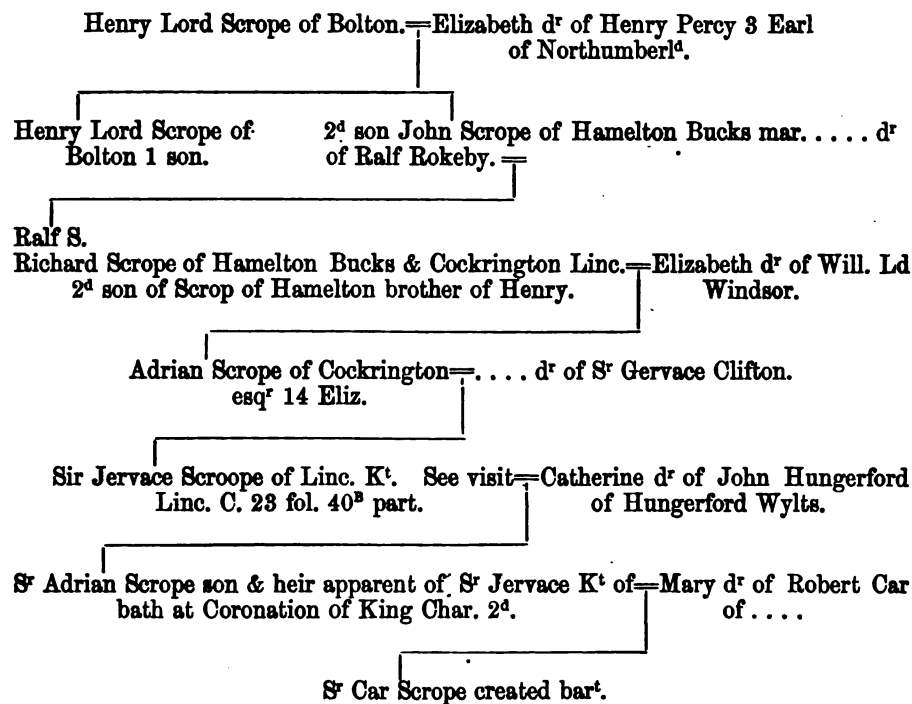 Henry Lord Scrope of Bolton.═Elizabeth dʳ of Henry Percy 3 Earl
of Northumberlᵈ.
Henry Lord Scrope of
Bolton 1 son.
2ᵈ son John Scrope of Hamelton Bucks mar. . . . . dʳ
of Ralf Rokeby.═
Ralf S.
Richard Scrope of Hamelton Bucks & Cockrington Linc.═Elizabeth dʳ of Will. Ld
2ᵈ son of Scrop of Hamelton brother of Henry.
Windsor.
Adrian Scrope of Cockrington═. . . . dʳ of Sʳ Gervace Clifton.
esqʳ 14 Eliz.
Sir Jervace Scroope of Linc. Kᵗ. See visit═Catherine dʳ of John Hungerford
Linc. C. 23 fol. 40ᴮ part.
of Hungerford Wylts.
Sʳ Adrian Scrope son & heir apparent of Sʳ Jervace Kᵗ of═Mary dʳ of Robert Car
bath at Coronation of King Char. 2ᵈ.
of . . . .
Sʳ Car Scrope created barᵗ.